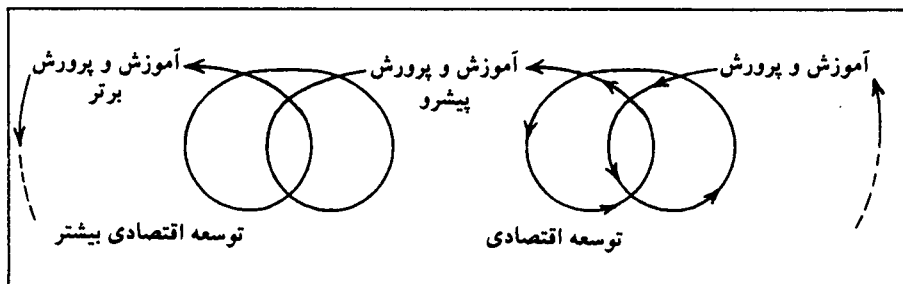 آموزش و پرورش
آموزش و پرورش
پیشرو
آموزش و پرورش
برتر
توسعه اقتصادی
توسعه اقتصادی بیشتر